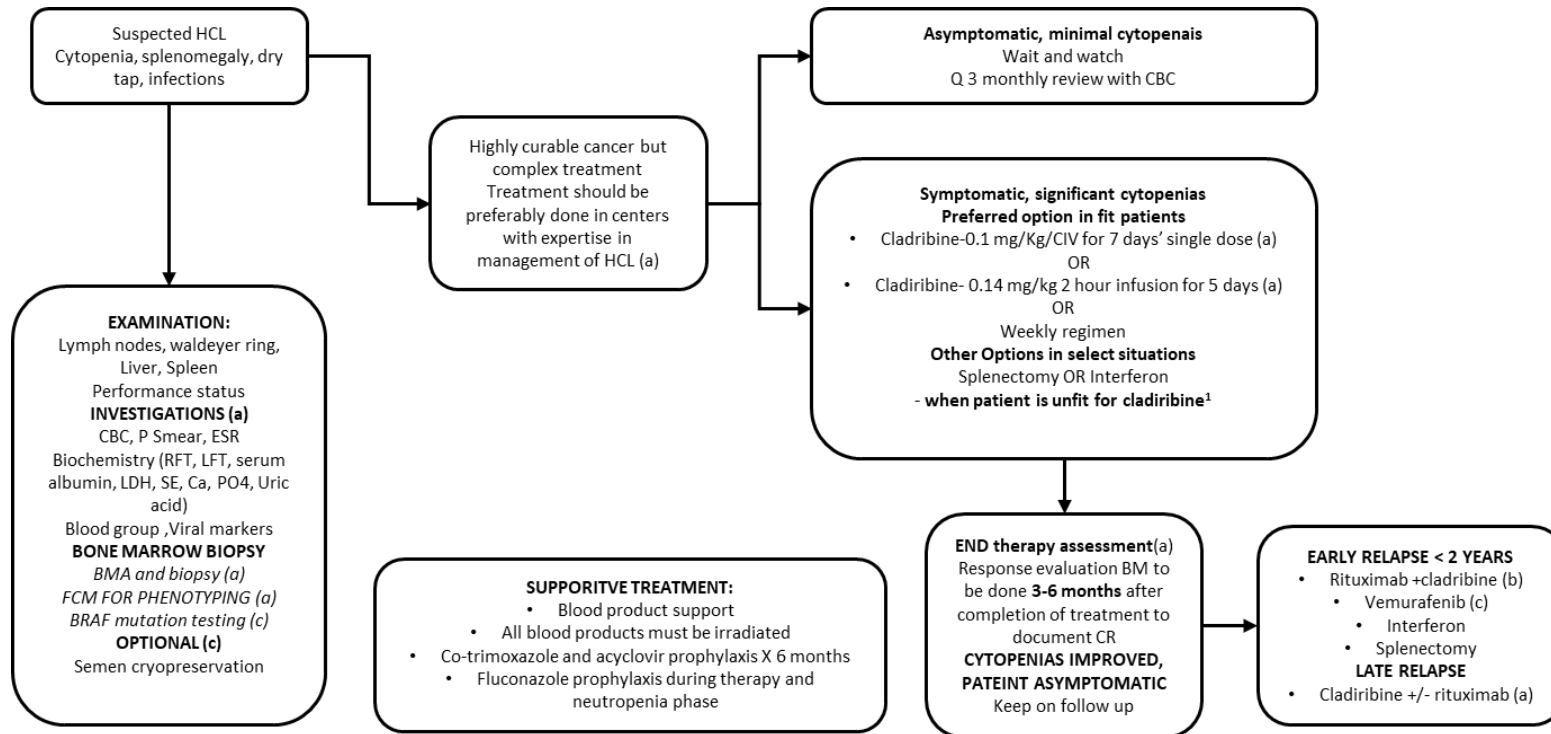 Suspected HCL
Cytopenia, splenomegaly, dry
tap, infections
Asymptomatic, minimal cytopenais
Wait and watch
Q 3 monthly review with CBC
Highly curable cancer but
complex treatment
Treatment should be
preferably done in centers
with expertise in
management of HCL (a)
Symptomatic, significant cytopenias
Preferred option in fit patients
• Cladribine-0.1 mg/Kg/CIV for 7 days' single dose (a)
OR
• Cladiribine- 0.14 mg/kg 2 hour infusion for 5 days (a)
OR
Weekly regimen
Other Options in select situations
Splenectomy OR Interferon
- when patient is unfit for cladiribine¹
EXAMINATION:
Lymph nodes, waldeyer ring,
Liver, Spleen
Performance status
INVESTIGATIONS (a)
CBC, P Smear, ESR
Biochemistry (RFT, LFT, serum
albumin, LDH, SE, Ca, PO4, Uric
acid)
Blood group ,Viral markers
BONE MARROW BIOPSY
BMA and biopsy (a)
FCM FOR PHENOTYPING (a)
BRAF mutation testing (c)
OPTIONAL (c)
Semen cryopreservation
SUPPORITVE TREATMENT:
• Blood product support
• All blood products must be irradiated
• Co-trimoxazole and acyclovir prophylaxis X 6 months
• Fluconazole prophylaxis during therapy and
neutropenia phase
END therapy assessment(a)
Response evaluation BM to
be done 3-6 months after
completion of treatment to
document CR
CYTOPENIAS IMPROVED,
PATEINT ASYMPTOMATIC
Keep on follow up
EARLY RELAPSE < 2 YEARS
• Rituximab +cladribine (b)
• Vemurafenib (c)
• Interferon
• Splenectomy
LATE RELAPSE
• Cladiribine +/- rituximab (a)